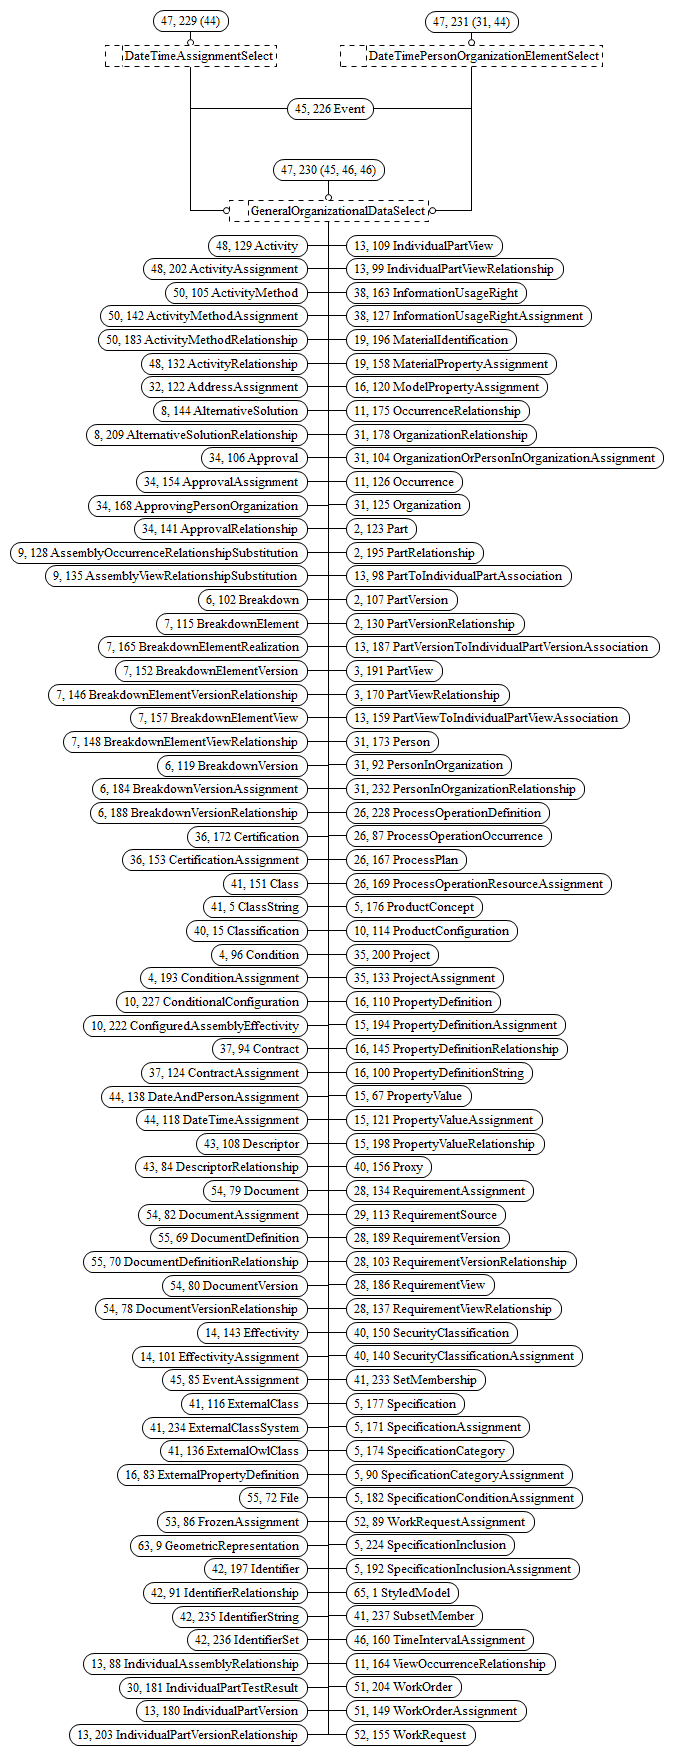 47, 229 (44)
47, 231 (31, 44)
DateTimeAssignmentSelect
DateTimePersonOrganizationElementSelect
45, 226 Event
47, 230 (45, 46, 46)
GeneralOrganizationalDataSelect
48, 129 Activity
13, 109 IndividualPartView
48, 202 ActivityAssignment
13, 99 IndividualPartViewRelationship
50, 105 ActivityMethod
38, 163 InformationUsageRight
50, 142 ActivityMethodAssignment
38, 127 InformationUsageRightAssignment
50, 183 ActivityMethodRelationship
19, 196 MaterialIdentification
48, 132 ActivityRelationship
19, 158 MaterialPropertyAssignment
32, 122 AddressAssignment
16, 120 ModelPropertyAssignment
8, 144 AlternativeSolution
11, 175 OccurrenceRelationship
8, 209 AlternativeSolutionRelationship
31, 178 OrganizationRelationship
34, 106 Approval
31, 104 OrganizationOrPersonInOrganizationAssignment
34, 154 ApprovalAssignment
11, 126 Occurrence
34, 168 ApprovingPersonOrganization
31, 125 Organization
34, 141 ApprovalRelationship
2, 123 Part
9, 128 AssemblyOccurrenceRelationshipSubstitution
2, 195 PartRelationship
9, 135 AssemblyViewRelationshipSubstitution
13, 98 PartToIndividualPartAssociation
6, 102 Breakdown
2, 107 PartVersion
7, 115 BreakdownElement
2, 130 PartVersionRelationship
7, 165 BreakdownElementRealization
13, 187 PartVersionToIndividualPartVersionAssociation
7, 152 BreakdownElementVersion
3, 191 PartView
7, 146 BreakdownElementVersionRelationship
3, 170 PartViewRelationship
7, 157 BreakdownElementView
13, 159 PartViewToIndividualPartViewAssociation
7, 148 BreakdownElementViewRelationship
31, 173 Person
6, 119 BreakdownVersion
31, 92 PersonInOrganization
6, 184 BreakdownVersionAssignment
31, 232 PersonInOrganizationRelationship
6, 188 BreakdownVersionRelationship
26, 228 ProcessOperationDefinition
36, 172 Certification
26, 87 ProcessOperationOccurrence
36, 153 CertificationAssignment
26, 167 ProcessPlan
41, 151 Class
26, 169 ProcessOperationResourceAssignment
41, 5 ClassString
5, 176 ProductConcept
40, 15 Classification
10, 114 ProductConfiguration
4, 96 Condition
35, 200 Project
4, 193 ConditionAssignment
35, 133 ProjectAssignment
10, 227 ConditionalConfiguration
16, 110 PropertyDefinition
10, 222 ConfiguredAssemblyEffectivity
15, 194 PropertyDefinitionAssignment
37, 94 Contract
16, 145 PropertyDefinitionRelationship
37, 124 ContractAssignment
16, 100 PropertyDefinitionString
44, 138 DateAndPersonAssignment
15, 67 PropertyValue
44, 118 DateTimeAssignment
15, 121 PropertyValueAssignment
43, 108 Descriptor
15, 198 PropertyValueRelationship
43, 84 DescriptorRelationship
40, 156 Proxy
54, 79 Document
28, 134 RequirementAssignment
54, 82 DocumentAssignment
29, 113 RequirementSource
55, 69 DocumentDefinition
28, 189 RequirementVersion
55, 70 DocumentDefinitionRelationship
28, 103 RequirementVersionRelationship
54, 80 DocumentVersion
28, 186 RequirementView
54, 78 DocumentVersionRelationship
28, 137 RequirementViewRelationship
14, 143 Effectivity
40, 150 SecurityClassification
14, 101 EffectivityAssignment
40, 140 SecurityClassificationAssignment
45, 85 EventAssignment
41, 233 SetMembership
41, 116 ExternalClass
5, 177 Specification
41, 234 ExternalClassSystem
5, 171 SpecificationAssignment
41, 136 ExternalOwlClass
5, 174 SpecificationCategory
16, 83 ExternalPropertyDefinition
5, 90 SpecificationCategoryAssignment
55, 72 File
5, 182 SpecificationConditionAssignment
53, 86 FrozenAssignment
52, 89 WorkRequestAssignment
63, 9 GeometricRepresentation
5, 224 SpecificationInclusion
42, 197 Identifier
5, 192 SpecificationInclusionAssignment
42, 91 IdentifierRelationship
65, 1 StyledModel
42, 235 IdentifierString
41, 237 SubsetMember
42, 236 IdentifierSet
46, 160 TimeIntervalAssignment
13, 88 IndividualAssemblyRelationship
11, 164 ViewOccurrenceRelationship
30, 181 IndividualPartTestResult
51, 204 WorkOrder
13, 180 IndividualPartVersion
51, 149 WorkOrderAssignment
13, 203 IndividualPartVersionRelationship
52, 155 WorkRequest